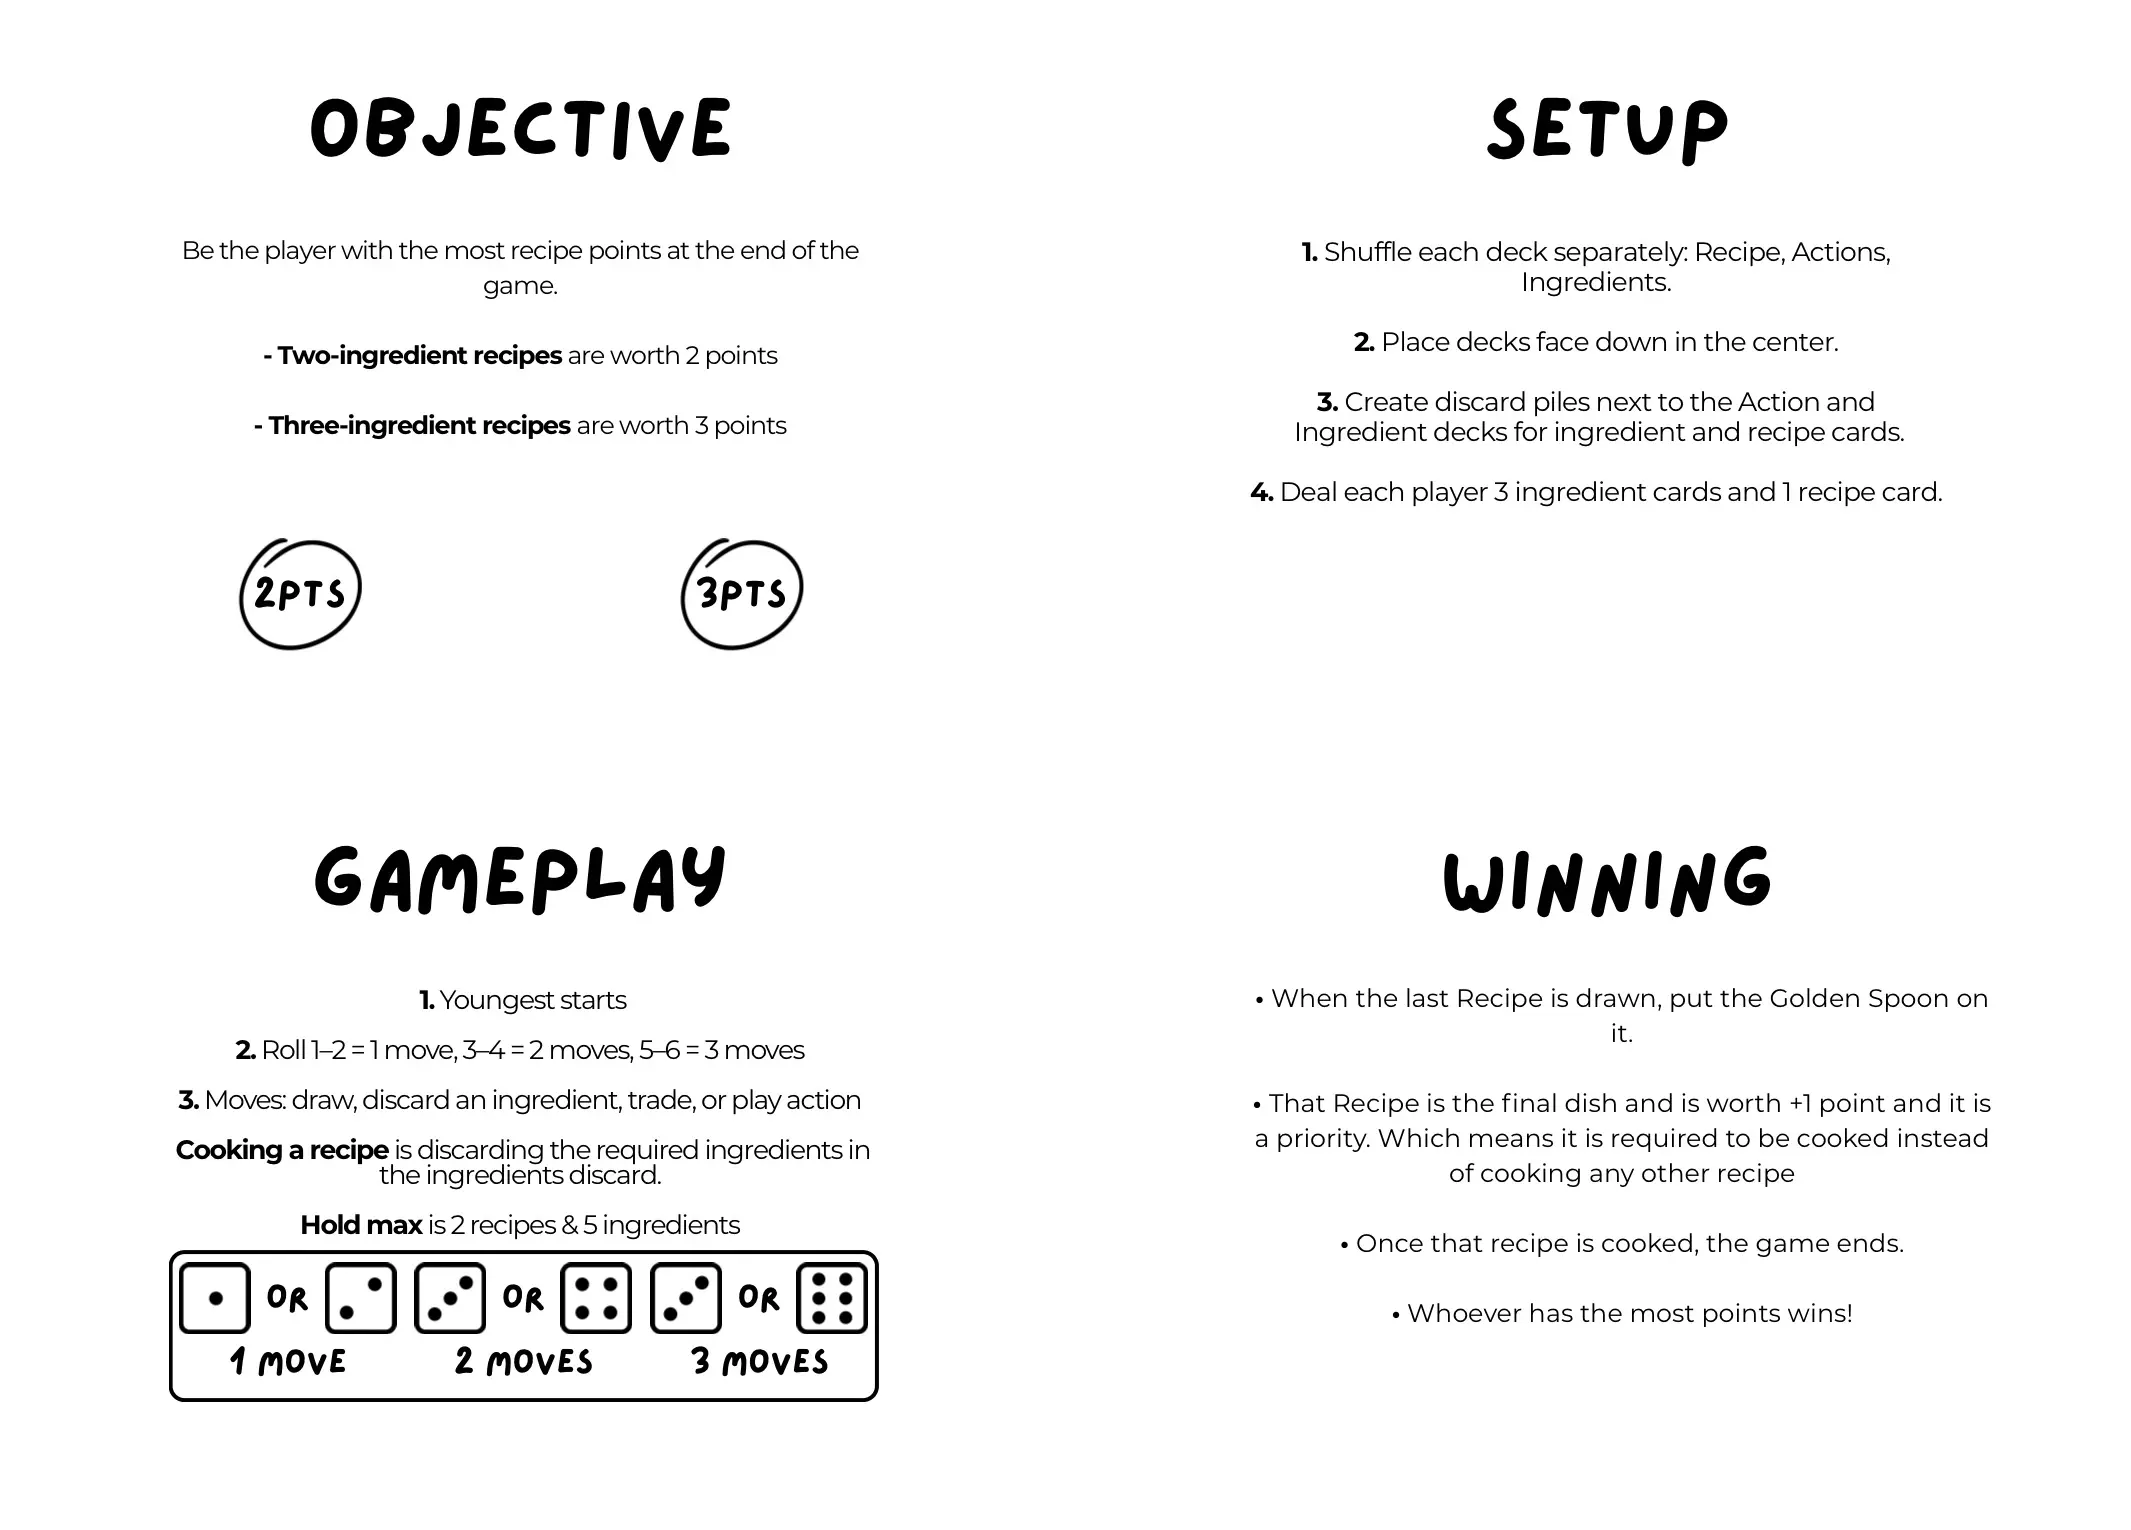 OBJECTIVE
Be the player with the most recipe points at the end of the
game.
- Two-ingredient recipes are worth 2 points
- Three-ingredient recipes are worth 3 points
2PTS
3PTS
SETUP
1. Shuffle each deck separately: Recipe, Actions,
Ingredients.
2. Place decks face down in the center.
3. Create discard piles next to the Action and
Ingredient decks for ingredient and recipe cards.
4. Deal each player 3 ingredient cards and 1 recipe card.
GAMEPLAY
1. Youngest starts
2. Roll 1–2 = 1 move, 3–4 = 2 moves, 5–6 = 3 moves
3. Moves: draw, discard an ingredient, trade, or play action
Cooking a recipe is discarding the required ingredients in
the ingredients discard.
Hold max is 2 recipes & 5 ingredients
OR OR OR
1 MOVE 2 MOVES 3 MOVES
WINNING
• When the last Recipe is drawn, put the Golden Spoon on
it.
• That Recipe is the final dish and is worth +1 point and it is
a priority. Which means it is required to be cooked instead
of cooking any other recipe
• Once that recipe is cooked, the game ends.
• Whoever has the most points wins!